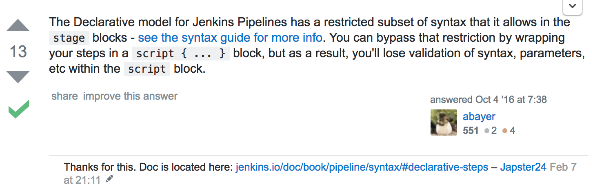 The Declarative model for Jenkins Pipelines has a restricted subset of syntax that it allows in the
stage blocks - see the syntax guide for more info. You can bypass that restriction by wrapping
13
your steps in a script { ... } block, but as a result, you'll lose validation of syntax, parameters,
etc within the script block.
share improve this answer
answered Oct 4 '16 at 7:38
abayer
551 ●2 ●4
Thanks for this. Doc is located here: jenkins.io/doc/book/pipeline/syntax/#declarative-steps – Japster24 Feb 7
at 21:11